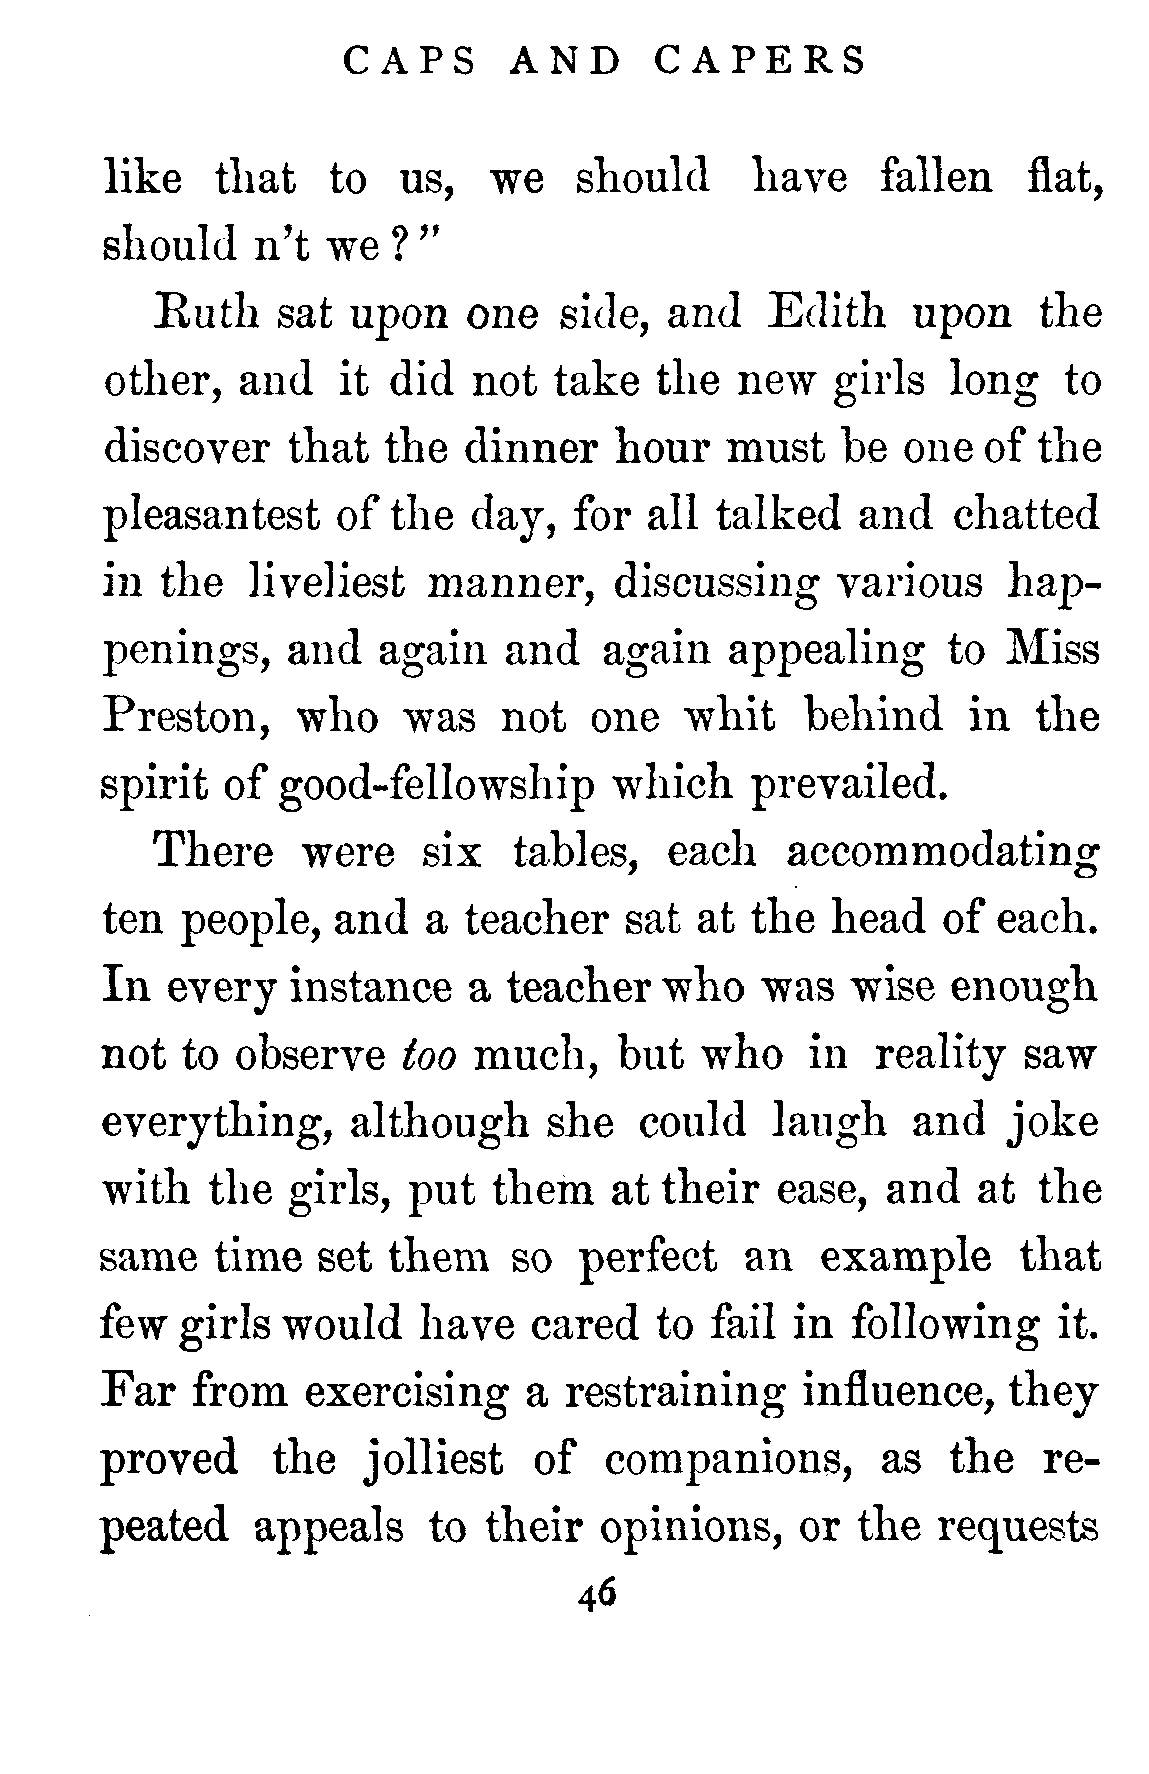 CAPS AND CAPERS
like that to us, we should have fallen flat,
should n't we ? "
Ruth sat upon one side, and Edith upon the
other, and it did not take the new girls long to
discover that the dinner hour must be one of the
pleasantest of the day, for all talked and chatted
in the liveliest manner, discussing various hap-
penings, and again and again appealing to Miss
Preston, who was not one whit behind in the
spirit of good-fellowship which prevailed.
There were six tables, each accommodating
ten people, and a teacher sat at the head of each.
In every instance a teacher who was wise enough
not to observe too much, but who in reality saw
everything, although she could laugh and joke
with the girls, put them at their ease, and at the
same time set them so perfect an example that
few girls would have cared to fail in following it.
Far from exercising a restraining influence, they
proved the jolliest of companions, as the re-
peated appeals to their opinions, or the requests
46